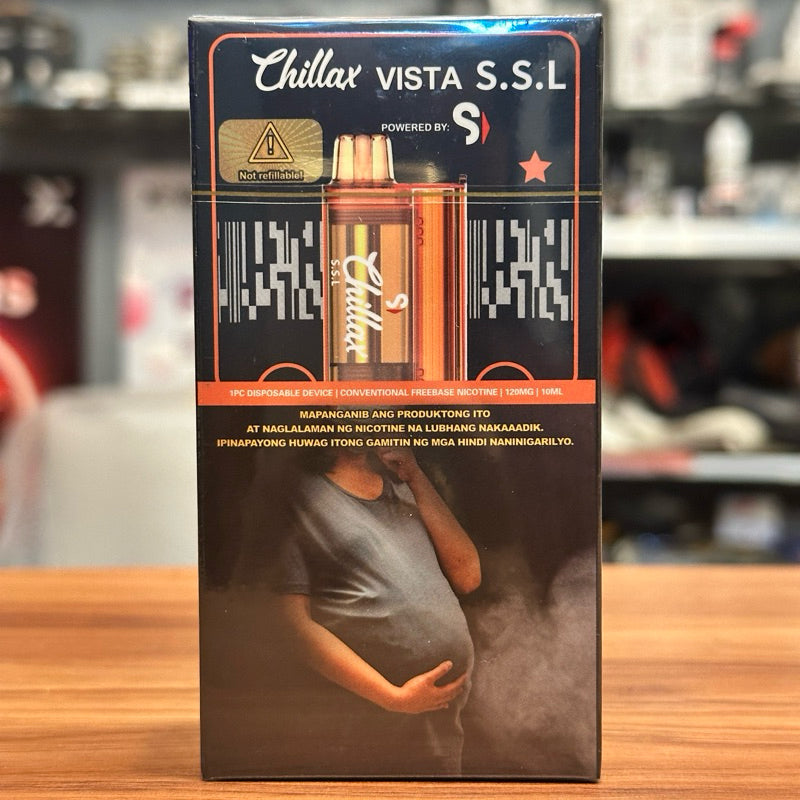 Chillax VISTA S.S.L
POWERED BY: S
Not refillable!
Chillax
S.S.L
1PC DISPOSABLE DEVICE | CONVENTIONAL FREEBASE NICOTINE | 120MG | 10ML
MAPANGANIB ANG PRODUKTONG ITO
AT NAGLALAMAN NG NICOTINE NA LUBHANG NAKAAADIK.
IPINAPAYONG HUWAG ITONG GAMITIN NG MGA HINDI NANINIGARILYO.